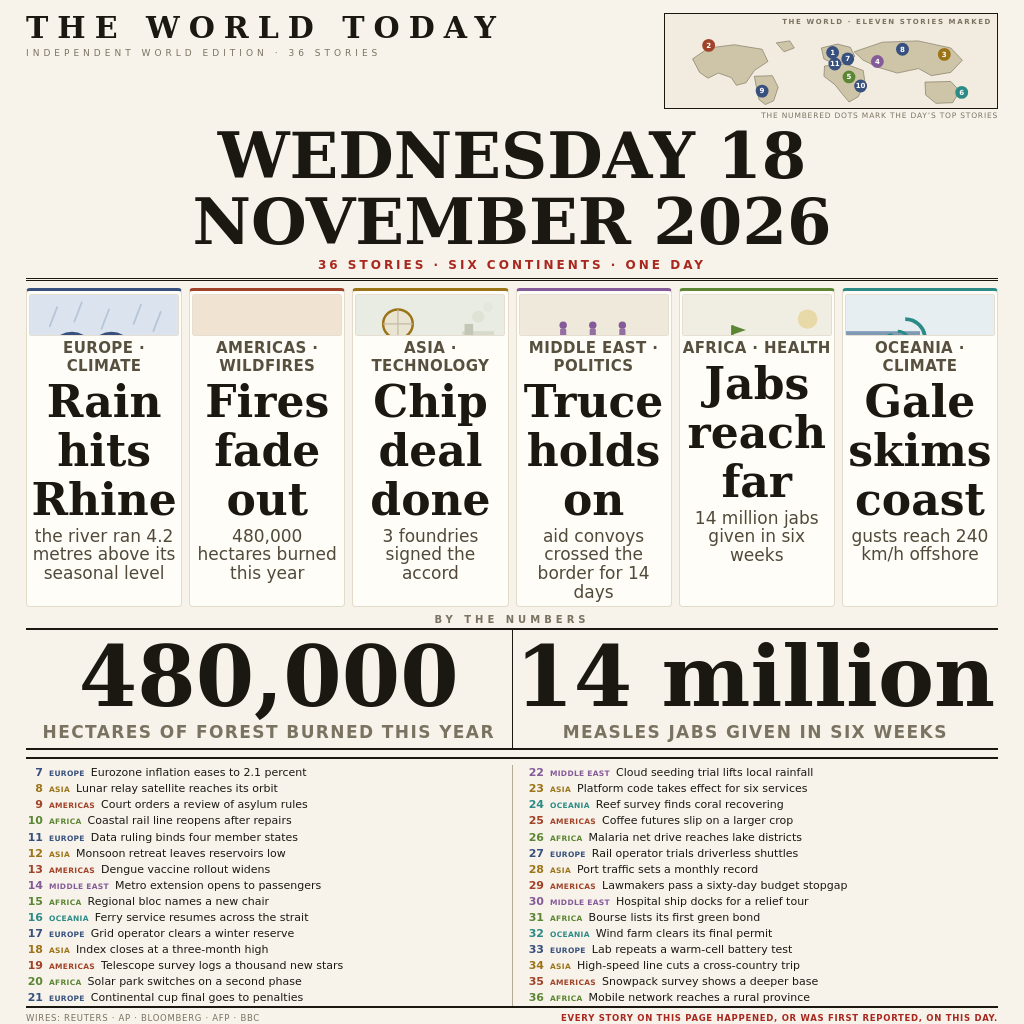 THE WORLD TODAY
INDEPENDENT WORLD EDITION · 36 STORIES
THE WORLD · ELEVEN STORIES MARKED
2
1
7
11
8
4
3
5
9
10
6
THE NUMBERED DOTS MARK THE DAY'S TOP STORIES
WEDNESDAY 18
NOVEMBER 2026
36 STORIES · SIX CONTINENTS · ONE DAY
EUROPE ·
CLIMATE
Rain
hits
Rhine
the river ran 4.2
metres above its
seasonal level
AMERICAS ·
WILDFIRES
Fires
fade
out
480,000
hectares burned
this year
ASIA ·
TECHNOLOGY
Chip
deal
done
3 foundries
signed the
accord
MIDDLE EAST ·
POLITICS
Truce
holds
on
aid convoys
crossed the
border for 14
days
AFRICA · HEALTH
Jabs
reach
far
14 million jabs
given in six
weeks
OCEANIA ·
CLIMATE
Gale
skims
coast
gusts reach 240
km/h offshore
BY THE NUMBERS
480,000
HECTARES OF FOREST BURNED THIS YEAR
14 million
MEASLES JABS GIVEN IN SIX WEEKS
7 EUROPE Eurozone inflation eases to 2.1 percent
8 ASIA Lunar relay satellite reaches its orbit
9 AMERICAS Court orders a review of asylum rules
10 AFRICA Coastal rail line reopens after repairs
11 EUROPE Data ruling binds four member states
12 ASIA Monsoon retreat leaves reservoirs low
13 AMERICAS Dengue vaccine rollout widens
14 MIDDLE EAST Metro extension opens to passengers
15 AFRICA Regional bloc names a new chair
16 OCEANIA Ferry service resumes across the strait
17 EUROPE Grid operator clears a winter reserve
18 ASIA Index closes at a three-month high
19 AMERICAS Telescope survey logs a thousand new stars
20 AFRICA Solar park switches on a second phase
21 EUROPE Continental cup final goes to penalties
22 MIDDLE EAST Cloud seeding trial lifts local rainfall
23 ASIA Platform code takes effect for six services
24 OCEANIA Reef survey finds coral recovering
25 AMERICAS Coffee futures slip on a larger crop
26 AFRICA Malaria net drive reaches lake districts
27 EUROPE Rail operator trials driverless shuttles
28 ASIA Port traffic sets a monthly record
29 AMERICAS Lawmakers pass a sixty-day budget stopgap
30 MIDDLE EAST Hospital ship docks for a relief tour
31 AFRICA Bourse lists its first green bond
32 OCEANIA Wind farm clears its final permit
33 EUROPE Lab repeats a warm-cell battery test
34 ASIA High-speed line cuts a cross-country trip
35 AMERICAS Snowpack survey shows a deeper base
36 AFRICA Mobile network reaches a rural province
WIRES: REUTERS · AP · BLOOMBERG · AFP · BBC
EVERY STORY ON THIS PAGE HAPPENED, OR WAS FIRST REPORTED, ON THIS DAY.